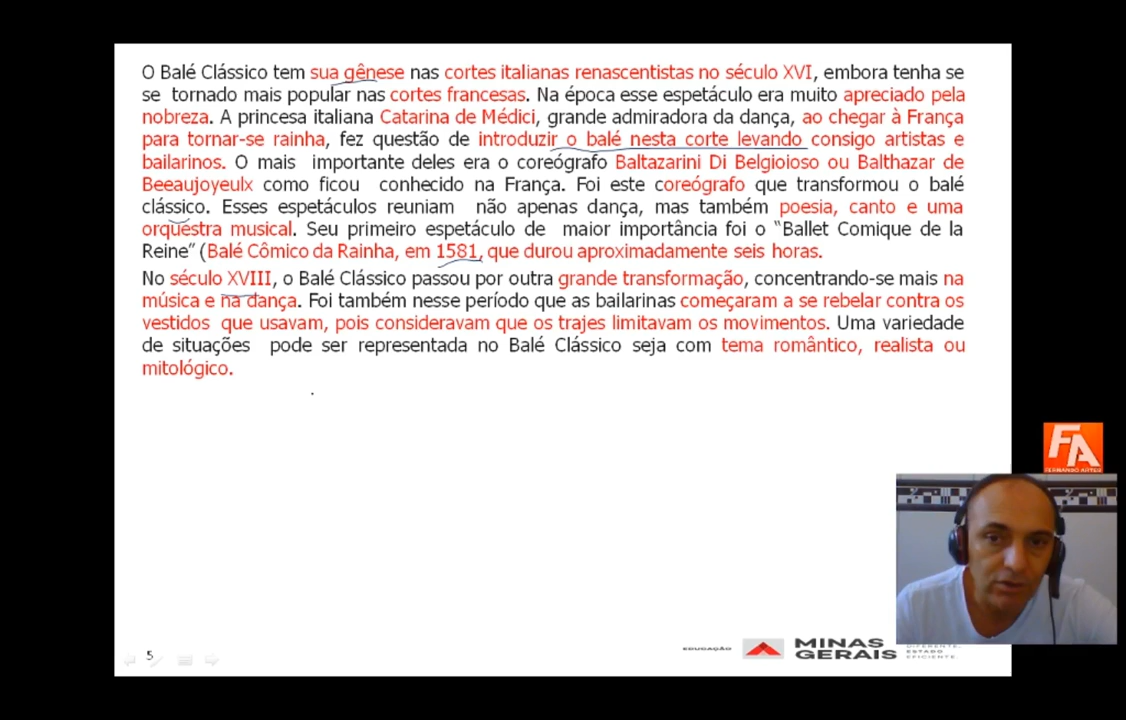 O Balé Clássico tem sua gênese nas cortes italianas renascentistas no século XVI, embora tenha se
se tornado mais popular nas cortes francesas. Na época esse espetáculo era muito apreciado pela
nobreza. A princesa italiana Catarina de Médici, grande admiradora da dança, ao chegar à França
para tornar-se rainha, fez questão de introduzir o balé nesta corte levando consigo artistas e
bailarinos. O mais importante deles era o coreógrafo Baltazarini Di Belgioioso ou Balthazar de
Beeaujoyeulx como ficou conhecido na França. Foi este coreógrafo que transformou o balé
clássico. Esses espetáculos reuniam não apenas dança, mas também poesia, canto e uma
orquestra musical. Seu primeiro espetáculo de maior importância foi o “Ballet Comique de la
Reine” (Balé Cômico da Rainha, em 1581, que durou aproximadamente seis horas.
No século XVIII, o Balé Clássico passou por outra grande transformação, concentrando-se mais na
música e na dança. Foi também nesse período que as bailarinas começaram a se rebelar contra os
vestidos que usavam, pois consideravam que os trajes limitavam os movimentos. Uma variedade
de situações pode ser representada no Balé Clássico seja com tema romântico, realista ou
mitológico.
FA
FERNANDO ARTES
5
EDUCAÇÃO
MINAS
GERAIS
DIFERENTE.
ESTADO
EFICIENTE.